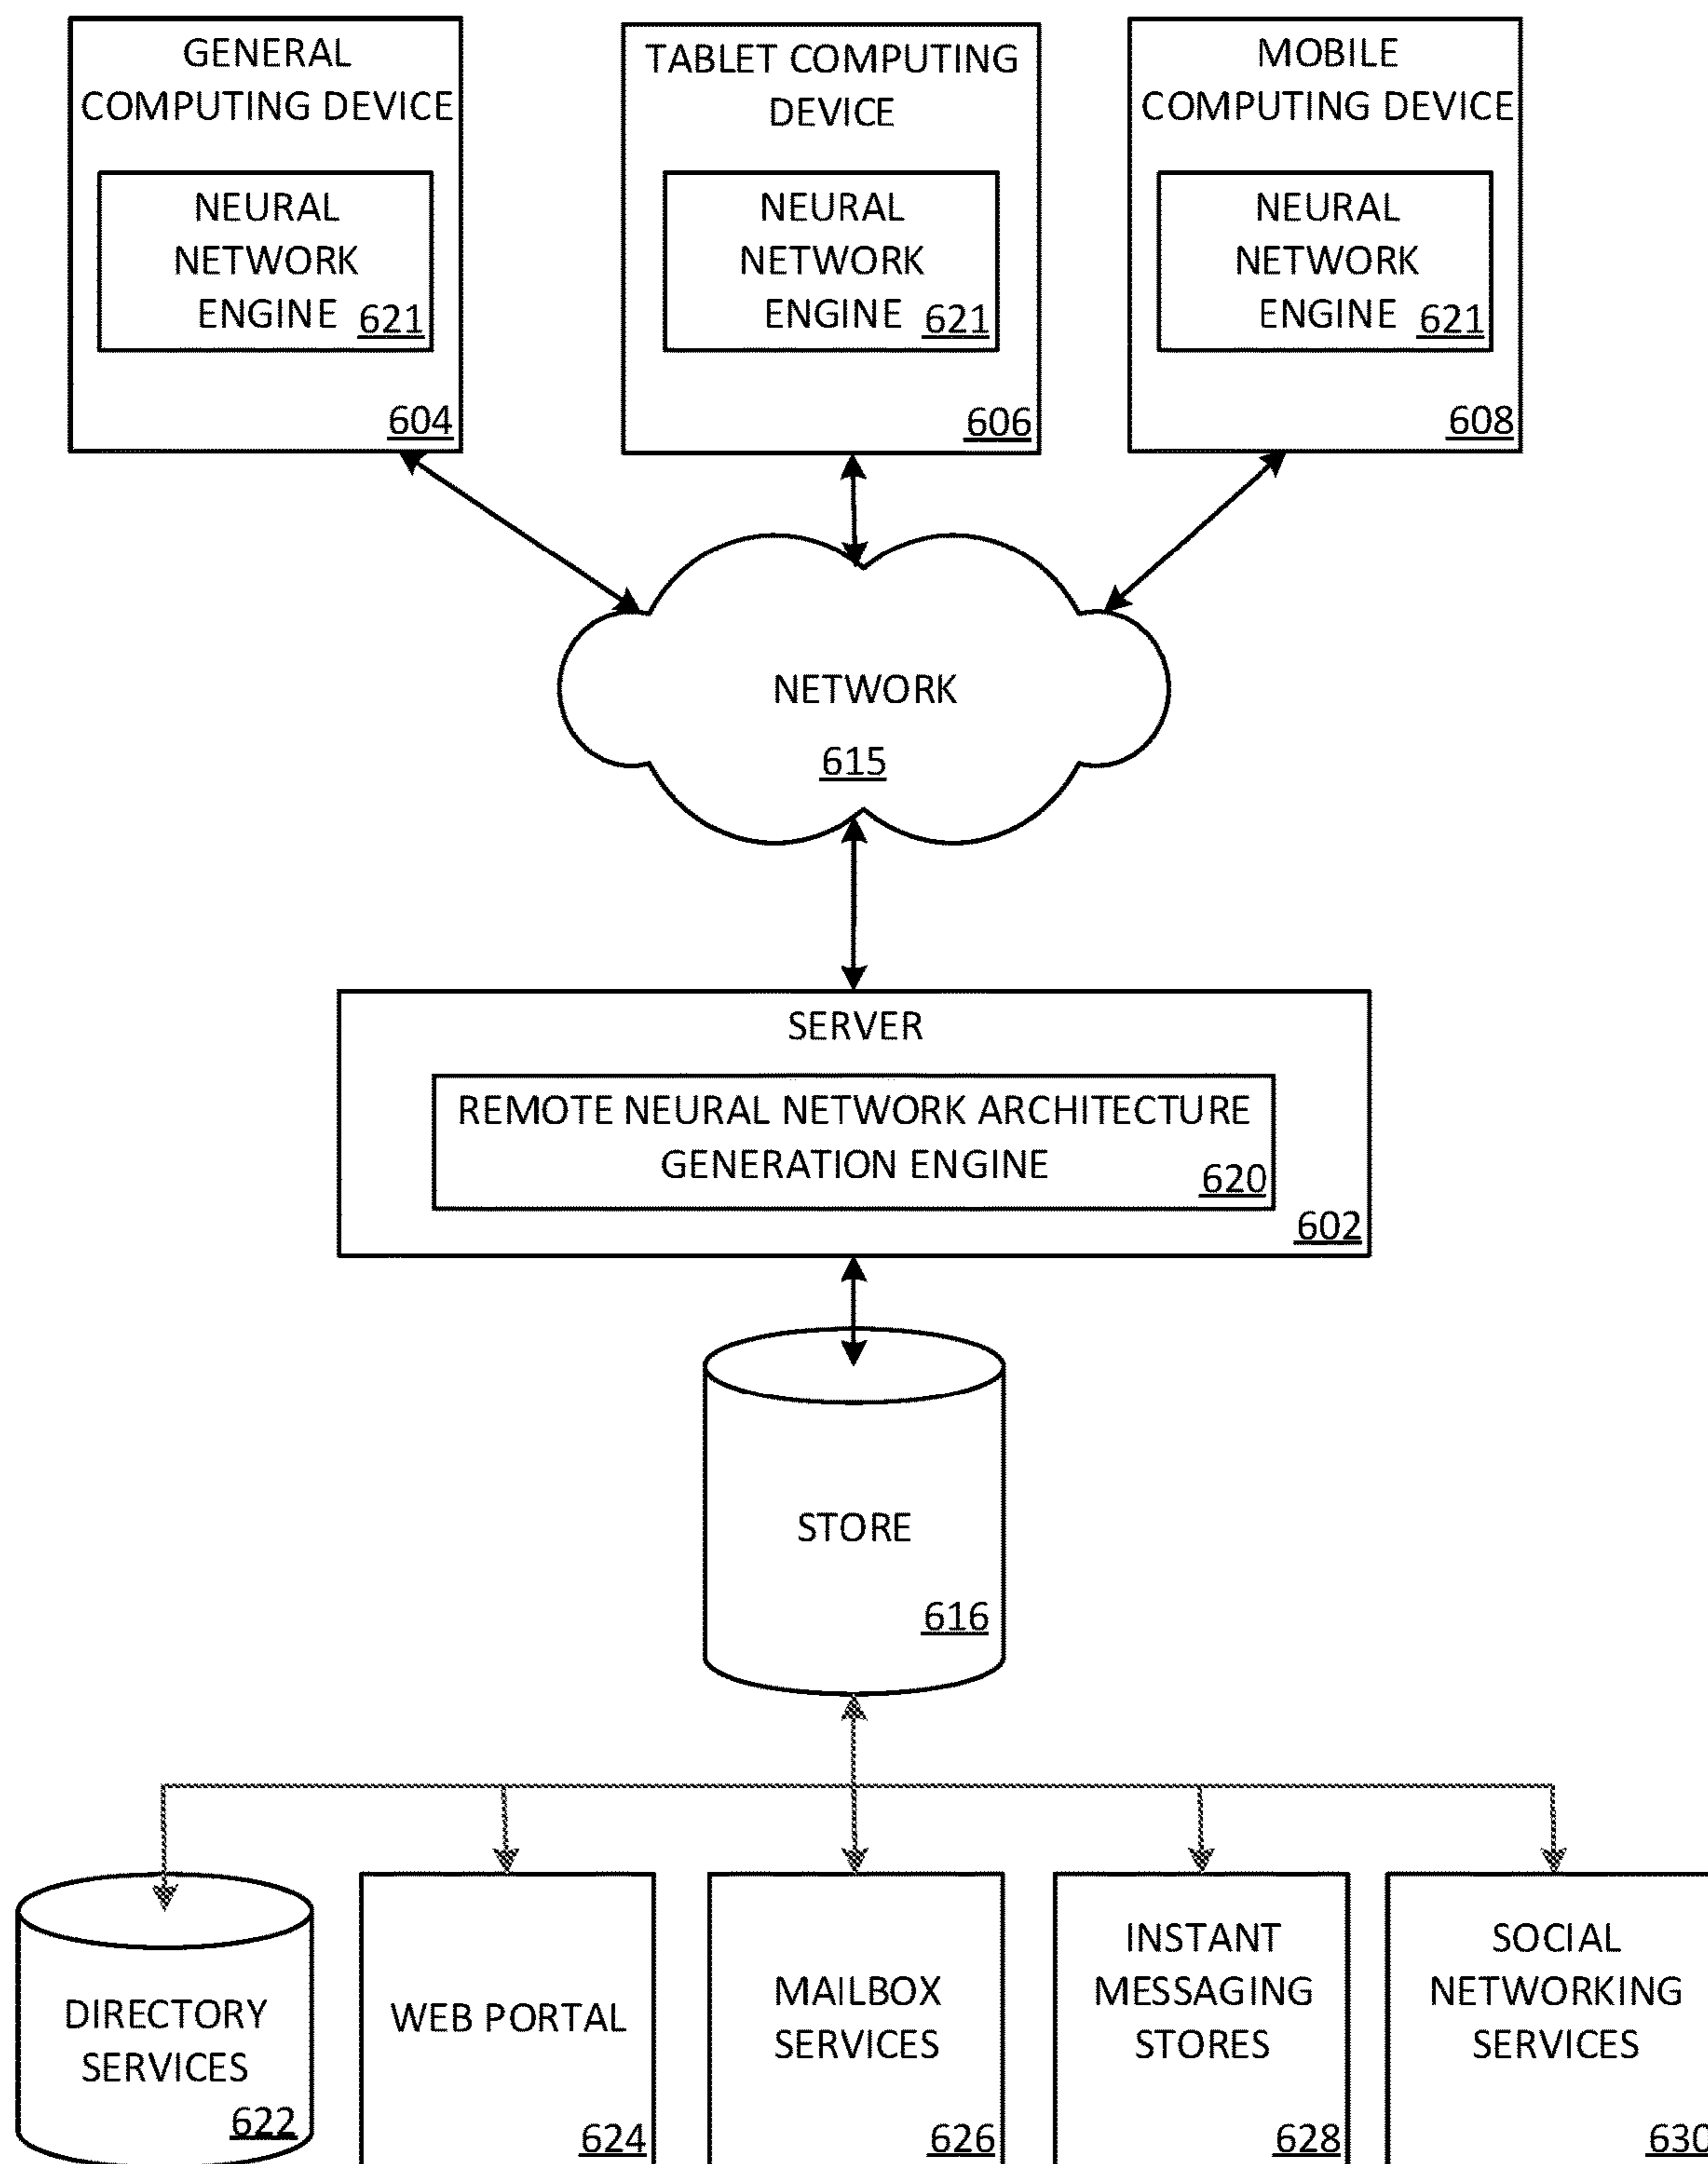 GENERAL
COMPUTING DEVICE
NEURAL
NETWORK
ENGINE 621
604
TABLET COMPUTING
DEVICE
NEURAL
NETWORK
ENGINE 621
606
MOBILE
COMPUTING DEVICE
NEURAL
NETWORK
ENGINE 621
608
NETWORK
615
SERVER
REMOTE NEURAL NETWORK ARCHITECTURE
GENERATION ENGINE
620
602
STORE
616
DIRECTORY
SERVICES
622
WEB PORTAL
624
MAILBOX
SERVICES
626
INSTANT
MESSAGING
STORES
628
SOCIAL
NETWORKING
SERVICES
630